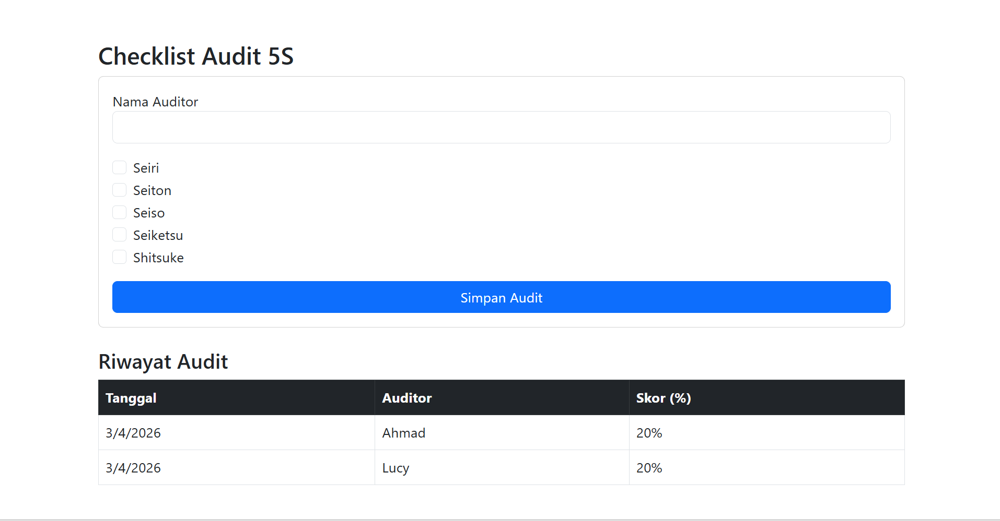 Checklist Audit 5S
Nama Auditor
Seiri
Seiton
Seiso
Seiketsu
Shitsuke
Simpan Audit
Riwayat Audit
Tanggal Auditor Skor (%)
3/4/2026 Ahmad 20%
3/4/2026 Lucy 20%